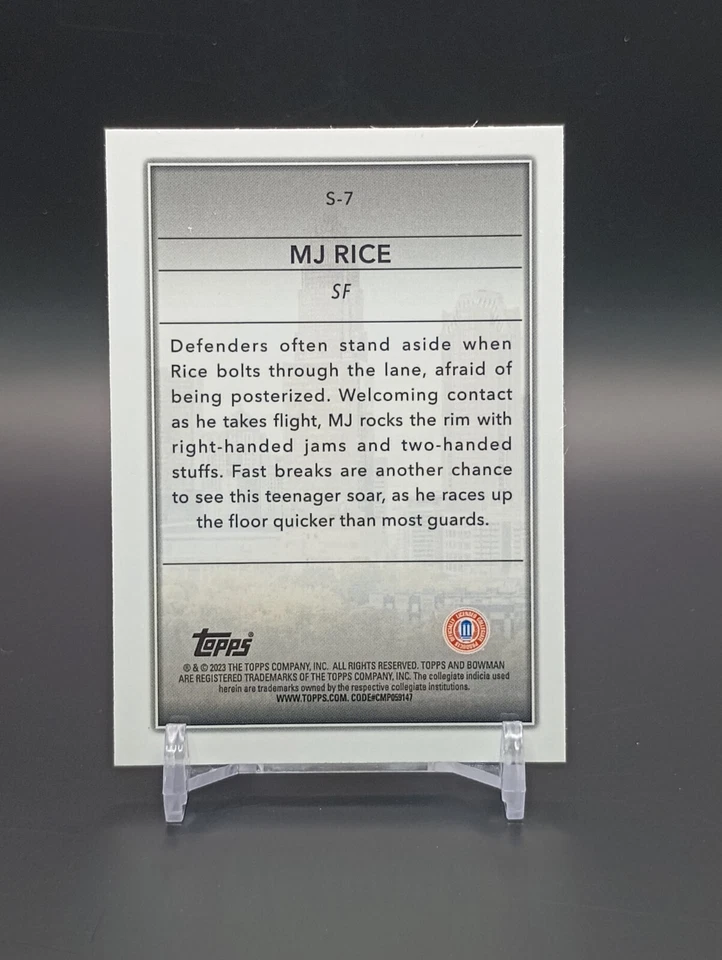 S-7
MJ RICE
SF
Defenders often stand aside when
Rice bolts through the lane, afraid of
being posterized. Welcoming contact
as he takes flight, MJ rocks the rim with
right-handed jams and two-handed
stuffs. Fast breaks are another chance
to see this teenager soar, as he races up
the floor quicker than most guards.
Topps®
OFFICIALLY LICENSED COLLEGIATE PRODUCTS
® & © 2023 THE TOPPS COMPANY, INC. ALL RIGHTS RESERVED. TOPPS AND BOWMAN
ARE REGISTERED TRADEMARKS OF THE TOPPS COMPANY, INC. The collegiate indicia used
herein are trademarks owned by the respective collegiate institutions.
WWW.TOPPS.COM. CODE#CMP059147